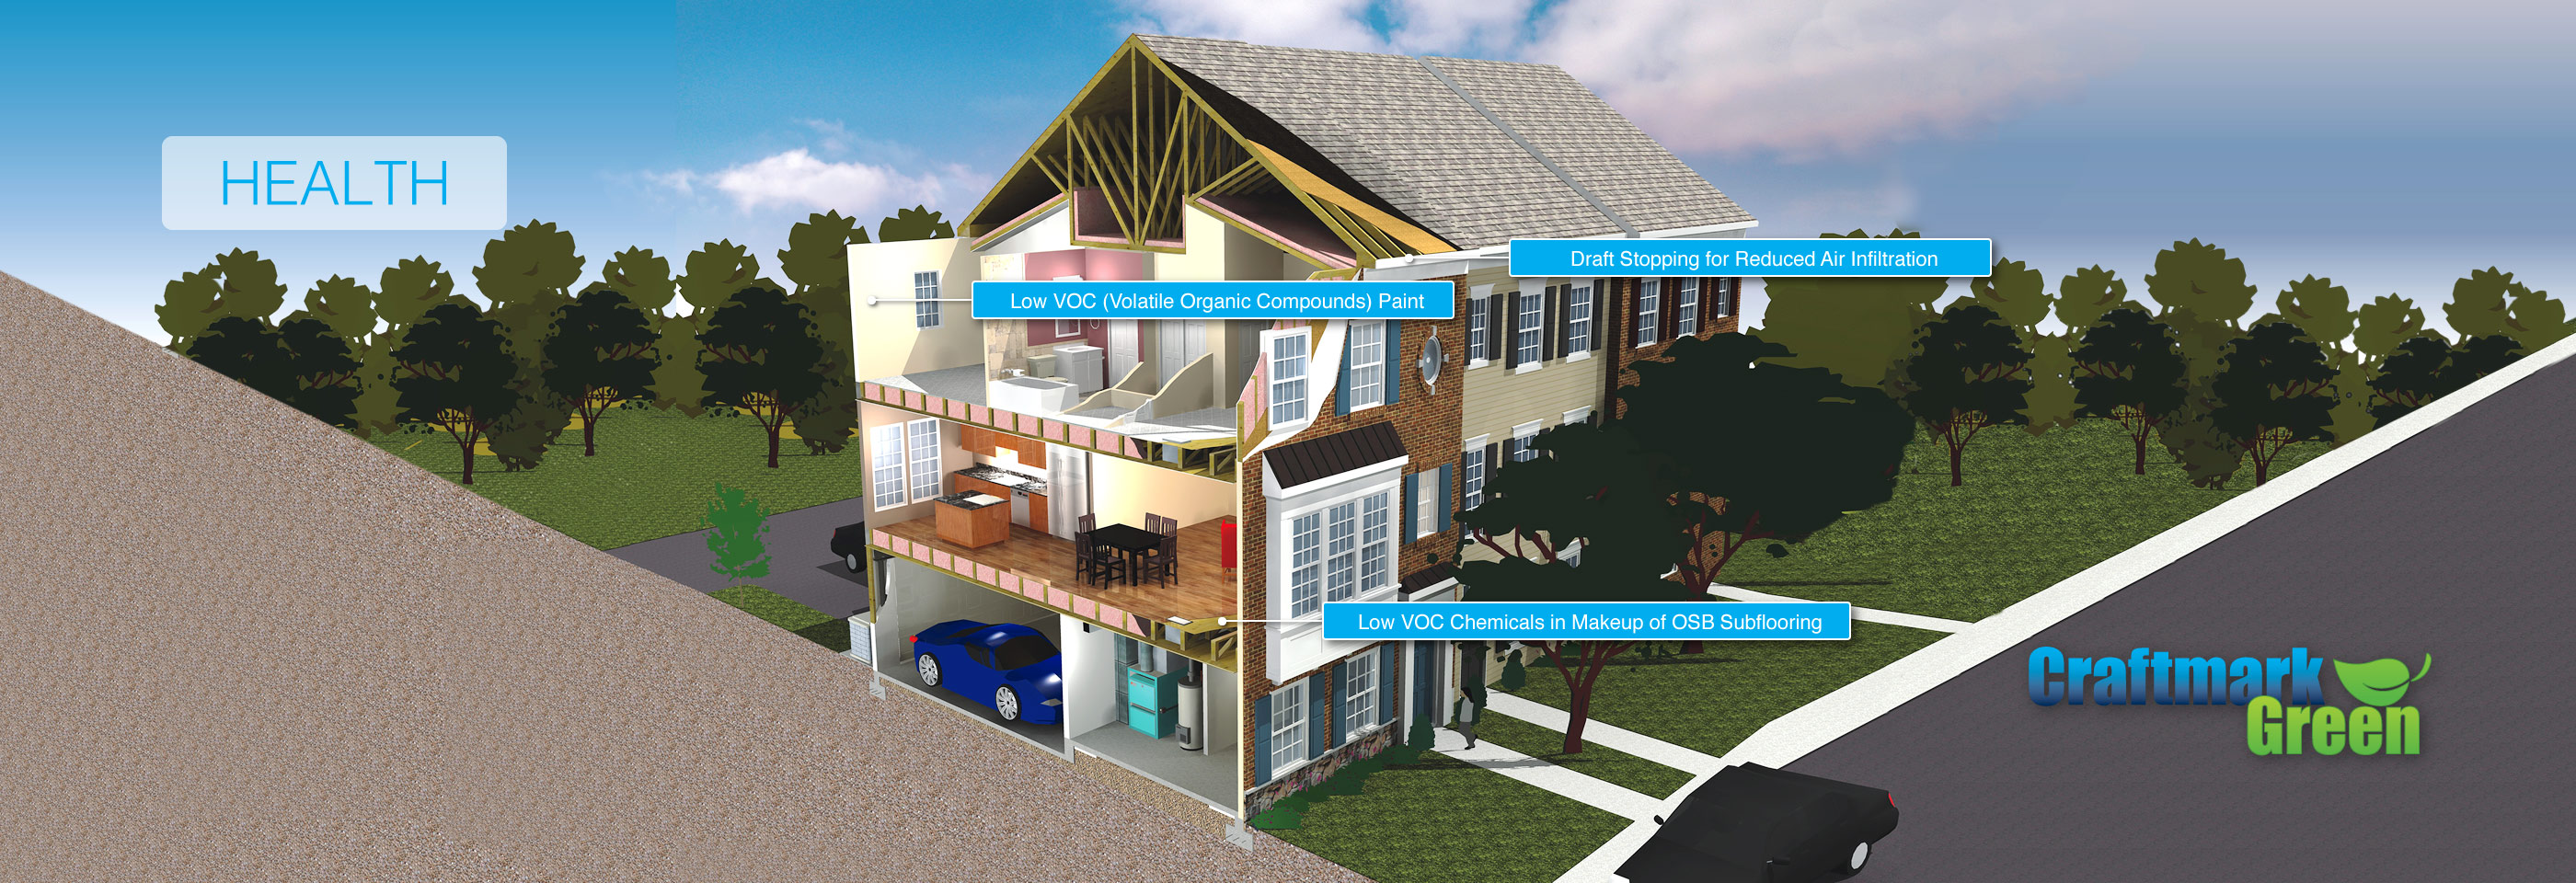 HEALTH
Draft Stopping for Reduced Air Infiltration
Low VOC (Volatile Organic Compounds) Paint
Low VOC Chemicals in Makeup of OSB Subflooring
Craftmark
Green